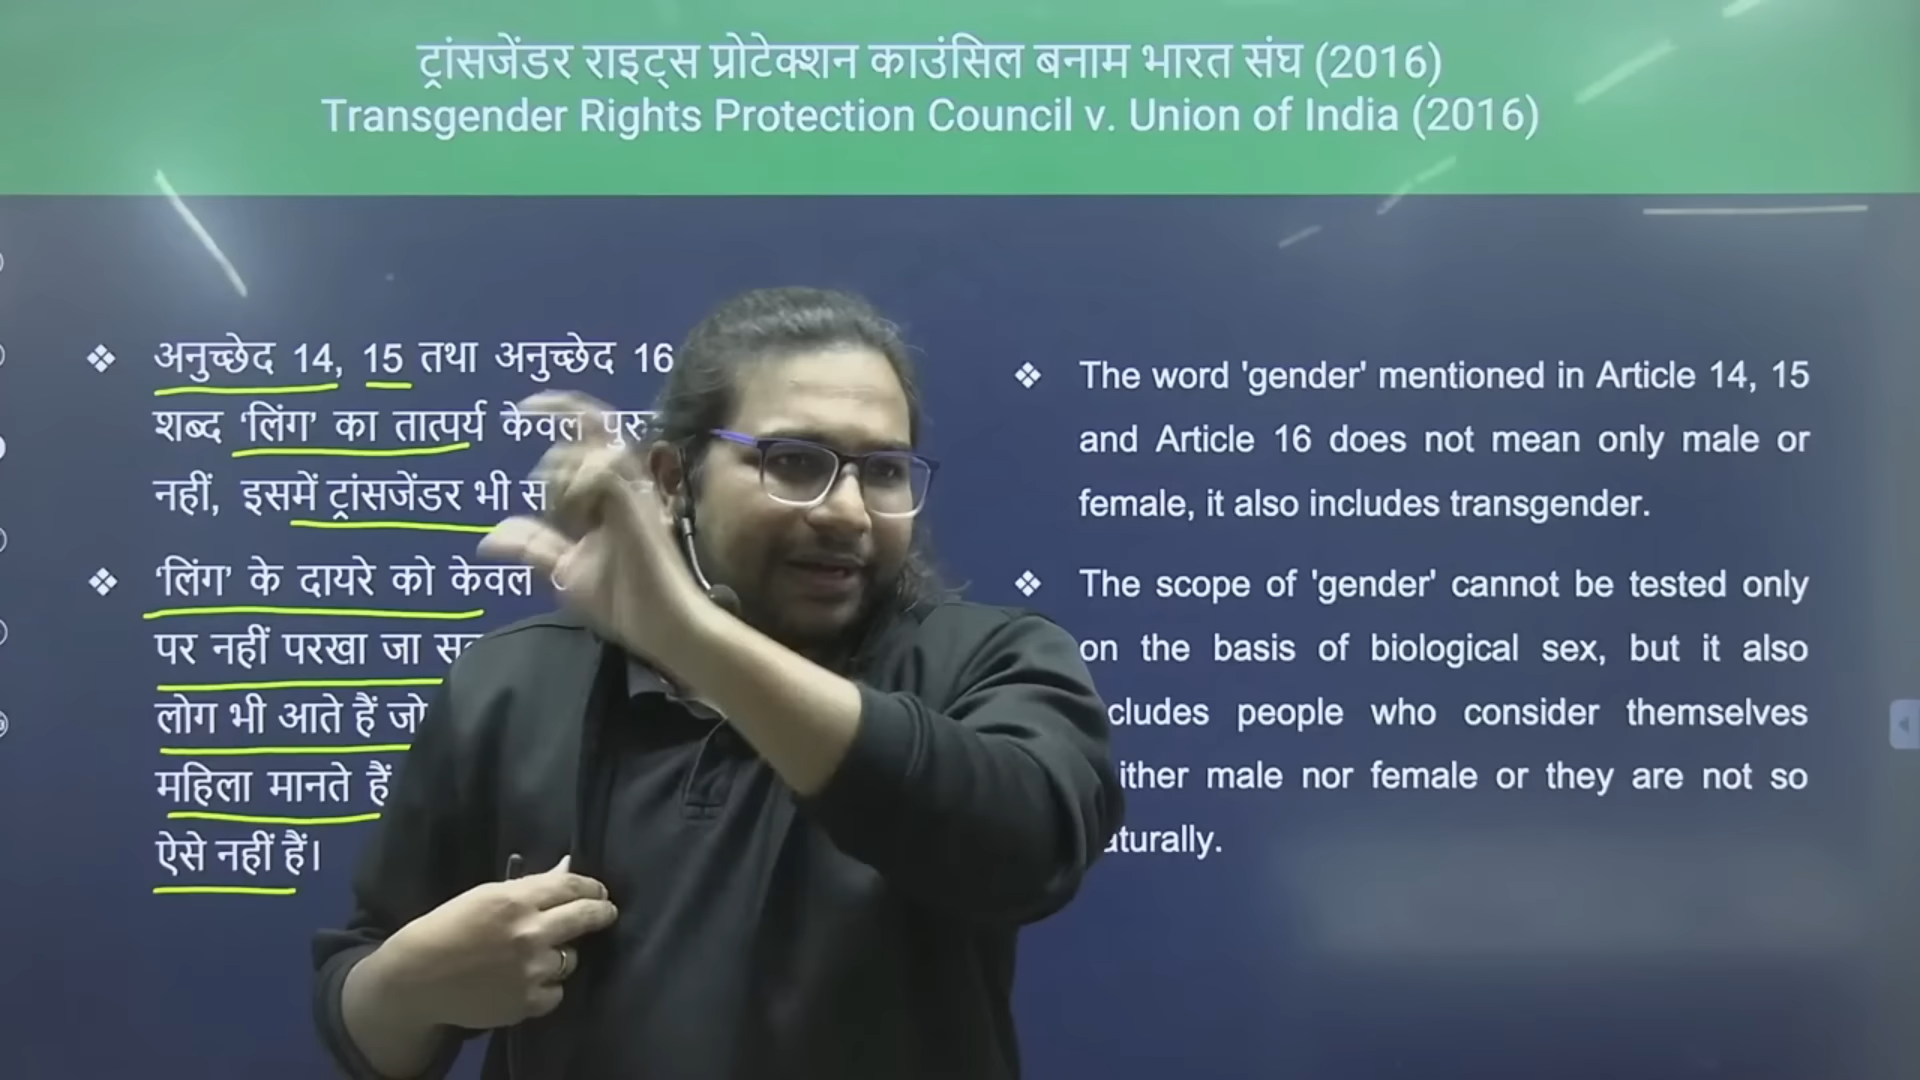 ट्रांसजेंडर राइट्स प्रोटेक्शन काउंसिल बनाम भारत संघ (2016)
Transgender Rights Protection Council v. Union of India (2016)
❖ अनुच्छेद 14, 15 तथा अनुच्छेद 16
शब्द ‘लिंग’ का तात्पर्य केवल
नहीं, इसमें ट्रांसजेंडर भी
❖ ‘लिंग’ के दायरे को केवल
पर नहीं परखा जा
लोग भी आते हैं जो
महिला मानते हैं
ऐसे नहीं हैं।
❖ The word 'gender' mentioned in Article 14, 15
and Article 16 does not mean only male or
female, it also includes transgender.
❖ The scope of 'gender' cannot be tested only
on the basis of biological sex, but it also
people who consider themselves
male nor female or they are not so